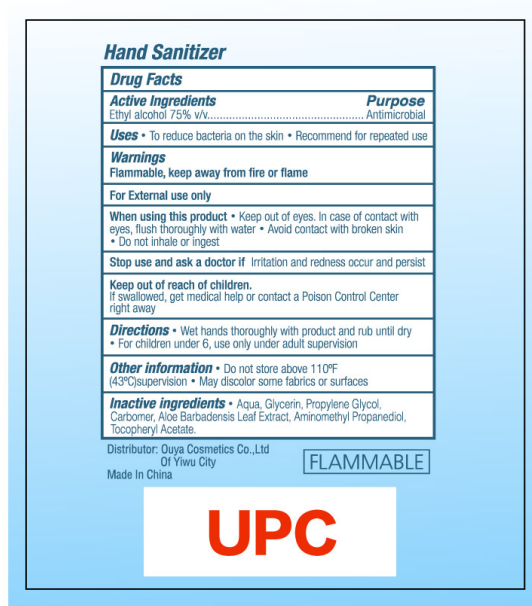 Hand Sanitizer
Drug Facts
Active Ingredients Purpose
Ethyl alcohol 75% v/v.................................................... Antimicrobial
Uses • To reduce bacteria on the skin • Recommend for repeated use
Warnings
Flammable, keep away from fire or flame
For External use only
When using this product • Keep out of eyes. In case of contact with
eyes, flush thoroughly with water • Avoid contact with broken skin
• Do not inhale or ingest
Stop use and ask a doctor if Irritation and redness occur and persist
Keep out of reach of children.
If swallowed, get medical help or contact a Poison Control Center
right away
Directions • Wet hands thoroughly with product and rub until dry
• For children under 6, use only under adult supervision
Other information • Do not store above 110ºF
(43ºC)supervision • May discolor some fabrics or surfaces
Inactive ingredients • Aqua, Glycerin, Propylene Glycol,
Carbomer, Aloe Barbadensis Leaf Extract, Aminomethyl Propanediol,
Tocopheryl Acetate.
Distributor: Ouya Cosmetics Co.,Ltd
Of Yiwu City
Made In China
FLAMMABLE
UPC